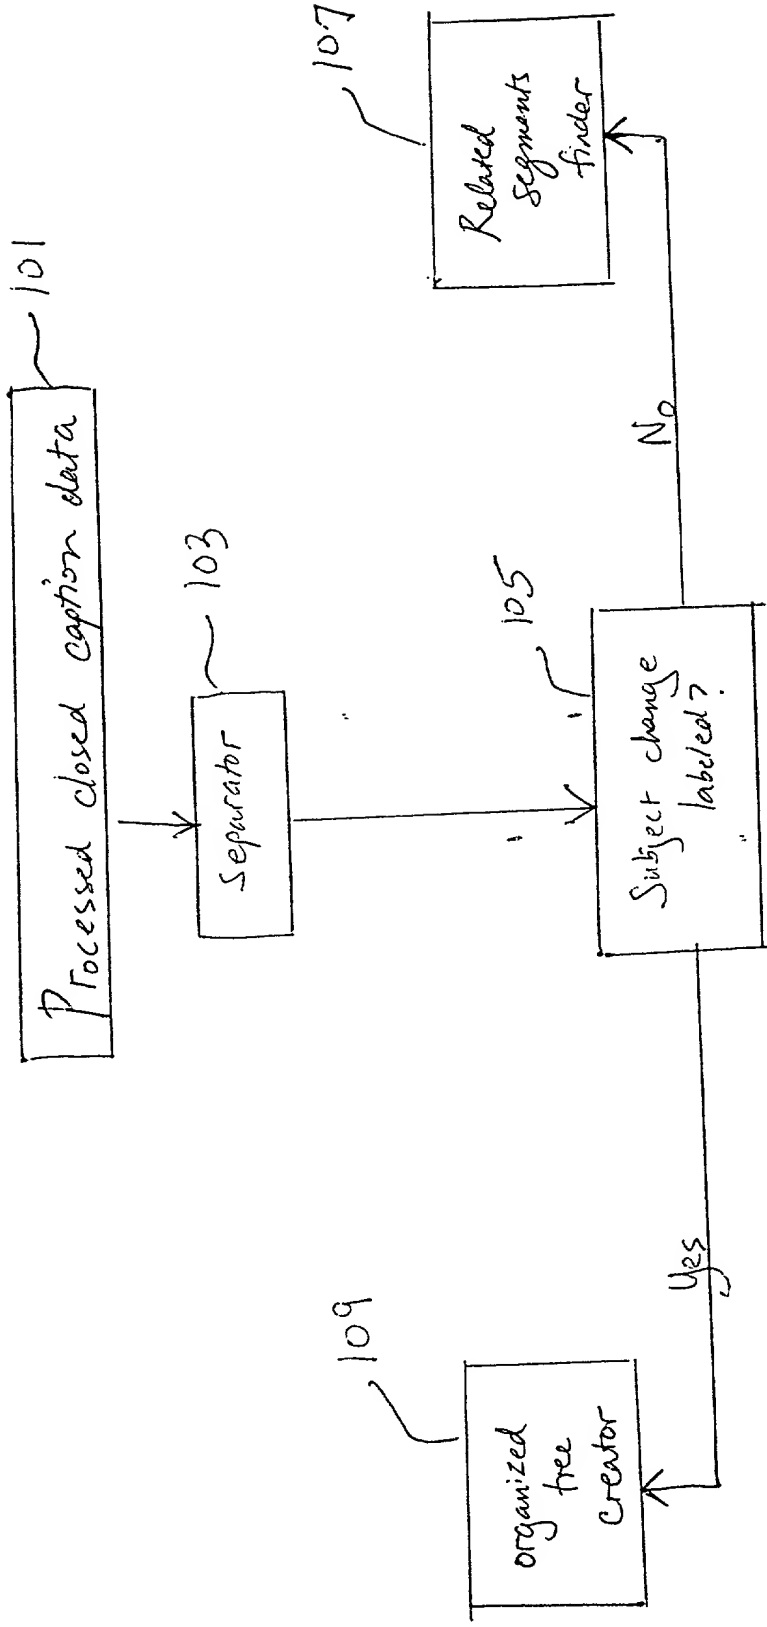 Processed closed caption data
101
Separator
103
Subject change
labeled?
105
Yes
No
organized
tree
creator
109
Related
segments
finder
107